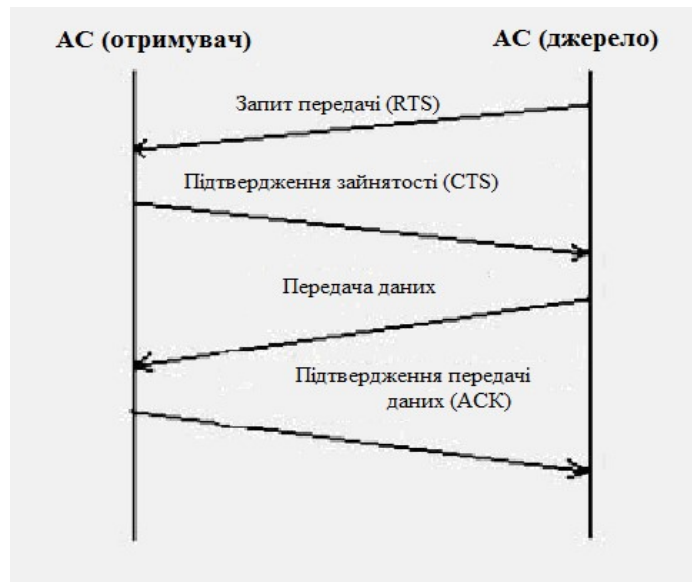 АС (отримувач)
АС (джерело)
Запит передачі (RTS)
Підтвердження зайнятості (CTS)
Передача даних
Підтвердження передачі
даних (АСК)